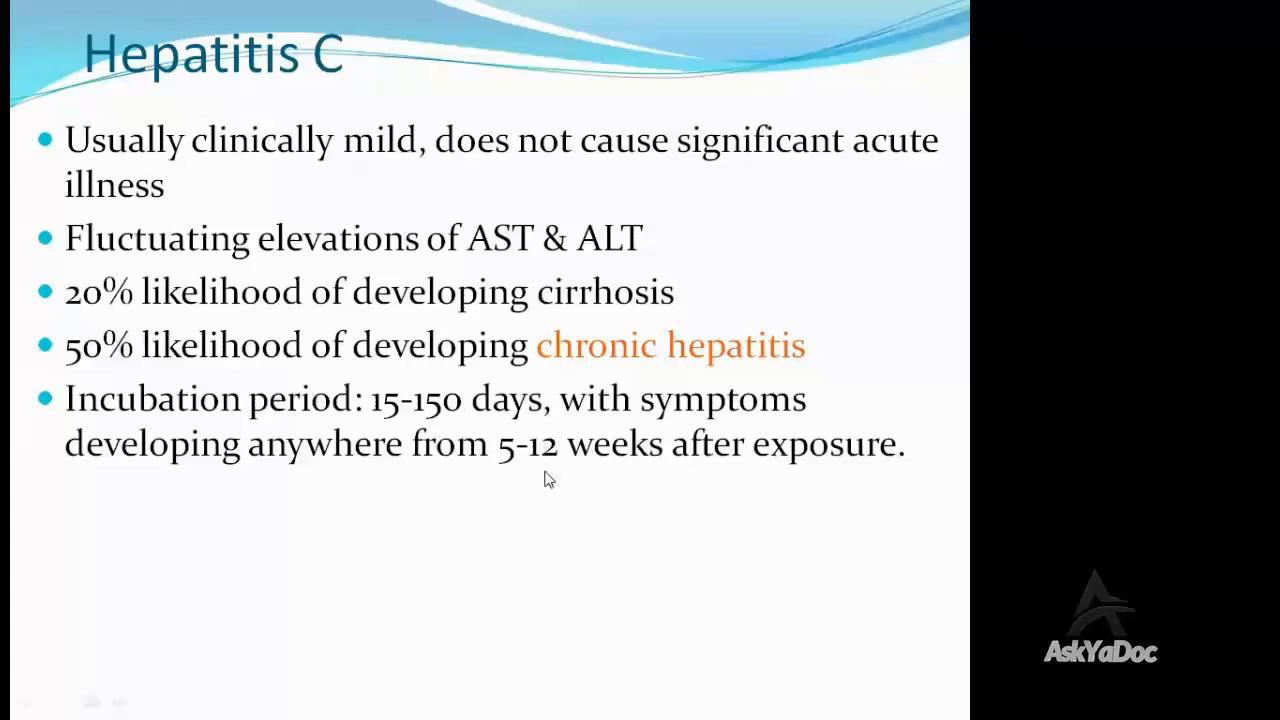 Hepatitis C
Usually clinically mild, does not cause significant acute
illness
Fluctuating elevations of AST & ALT
20% likelihood of developing cirrhosis
50% likelihood of developing chronic hepatitis
Incubation period: 15-150 days, with symptoms
developing anywhere from 5-12 weeks after exposure.
AskYaDoc